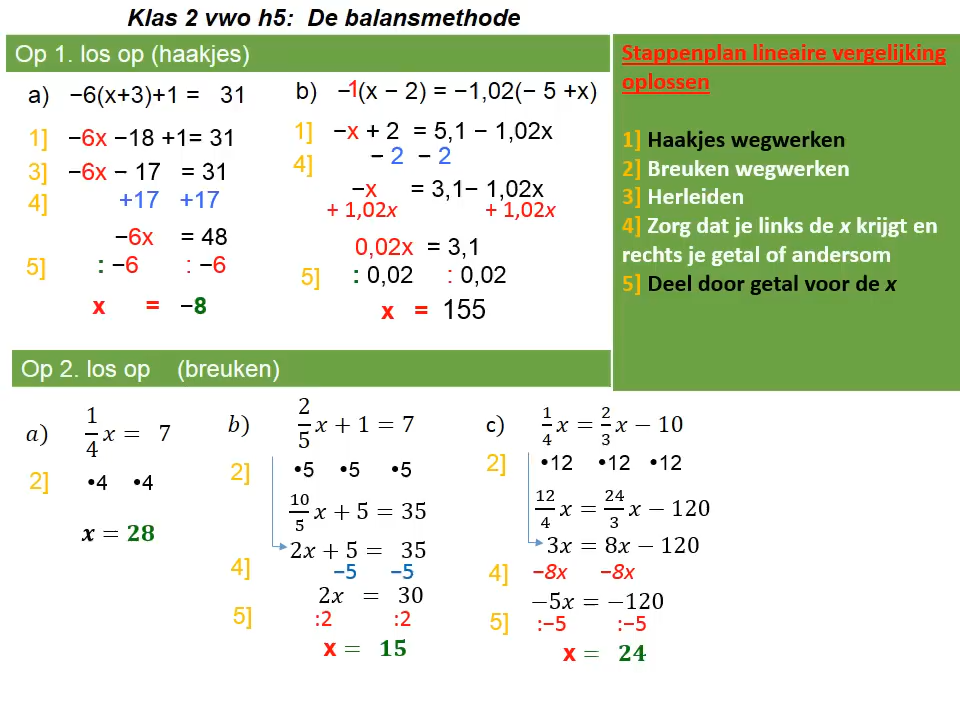 Klas 2 vwo h5: De balansmethode
Op 1. los op (haakjes)
a) −6(x+3)+1 = 31
1] −6x −18 +1= 31
3] −6x − 17 = 31
4] +17 +17
−6x = 48
5] : −6 : −6
x = −8
b) −1(x − 2) = −1,02(− 5 +x)
1] −x + 2 = 5,1 − 1,02x
4] − 2 − 2
−x = 3,1− 1,02x
+ 1,02x + 1,02x
0,02x = 3,1
5] : 0,02 : 0,02
x = 155
Stappenplan lineaire vergelijking
oplossen
1] Haakjes wegwerken
2] Breuken wegwerken
3] Herleiden
4] Zorg dat je links de x krijgt en
rechts je getal of andersom
5] Deel door getal voor de x
Op 2. los op (breuken)
a) 1/4 x = 7
2] •4 •4
x = 28
b) 2/5 x + 1 = 7
2] •5 •5 •5
10/5 x + 5 = 35
2x + 5 = 35
4] −5 −5
2x = 30
5] :2 :2
x = 15
c) 1/4 x = 2/3 x − 10
2] •12 •12 •12
12/4 x = 24/3 x − 120
3x = 8x − 120
4] −8x −8x
−5x = −120
5] :−5 :−5
x = 24